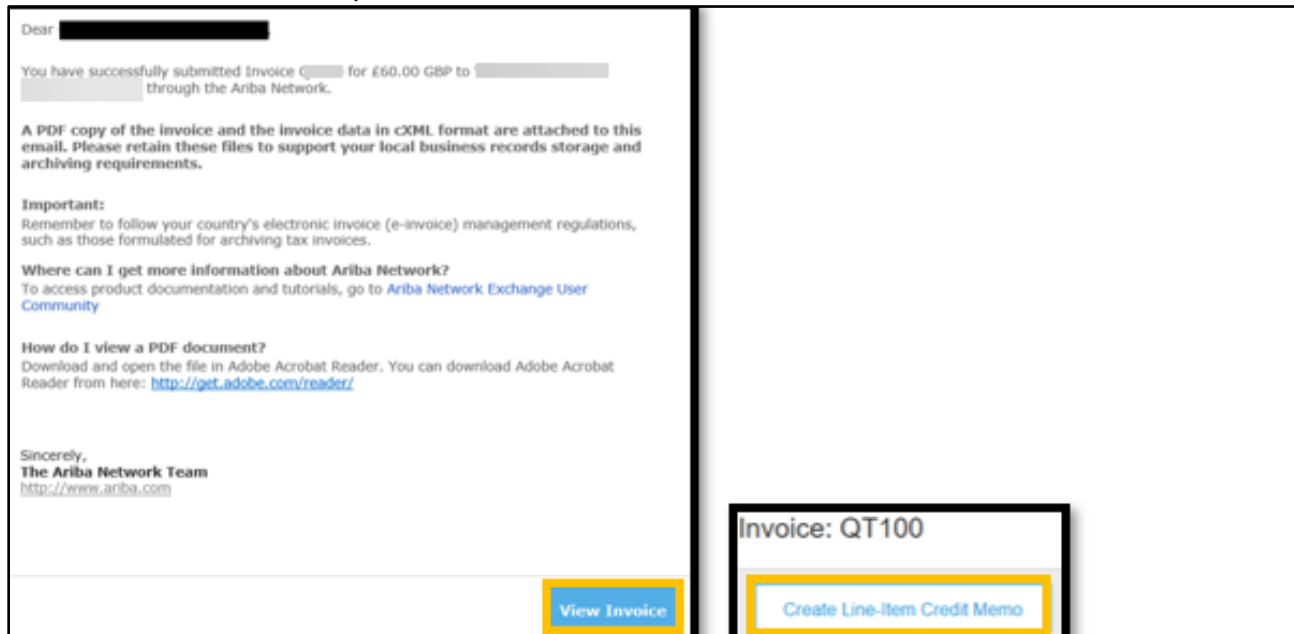 Dear
You have successfully submitted Invoice for £60.00 GBP to
through the Ariba Network.
A PDF copy of the invoice and the invoice data in cXML format are attached to this
email. Please retain these files to support your local business records storage and
archiving requirements.
Important:
Remember to follow your country's electronic invoice (e-invoice) management regulations,
such as those formulated for archiving tax invoices.
Where can I get more information about Ariba Network?
To access product documentation and tutorials, go to Ariba Network Exchange User
Community
How do I view a PDF document?
Download and open the file in Adobe Acrobat Reader. You can download Adobe Acrobat
Reader from here: http://get.adobe.com/reader/
Sincerely,
The Ariba Network Team
http://www.ariba.com
View Invoice
Invoice: QT100
Create Line-Item Credit Memo